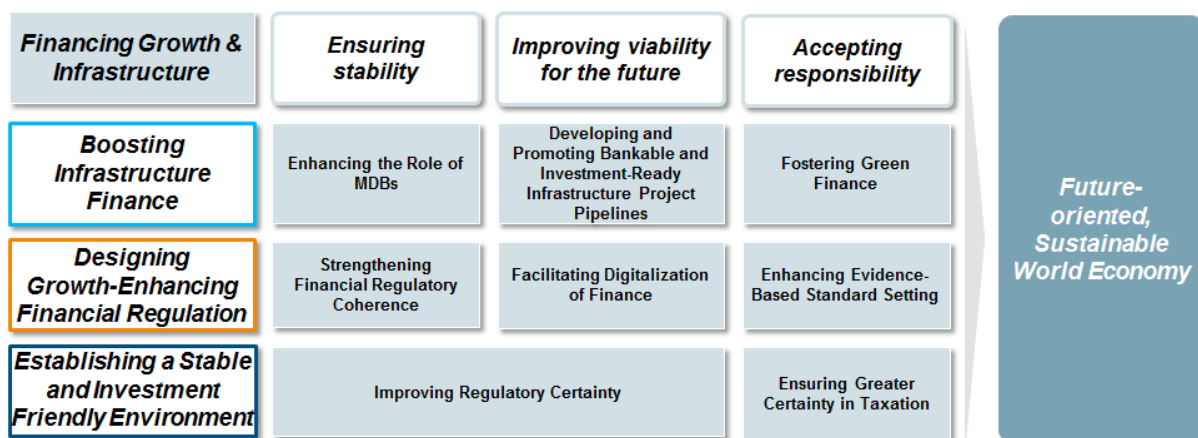 Financing Growth &
Infrastructure
Ensuring
stability
Improving viability
for the future
Accepting
responsibility
Boosting
Infrastructure
Finance
Enhancing the Role of
MDBs
Developing and
Promoting Bankable and
Investment-Ready
Infrastructure Project
Pipelines
Fostering Green
Finance
Designing
Growth-Enhancing
Financial Regulation
Strengthening
Financial Regulatory
Coherence
Facilitating Digitalization
of Finance
Enhancing Evidence-
Based Standard Setting
Establishing a Stable
and Investment
Friendly Environment
Improving Regulatory Certainty
Ensuring Greater
Certainty in Taxation
Future-
oriented,
Sustainable
World Economy